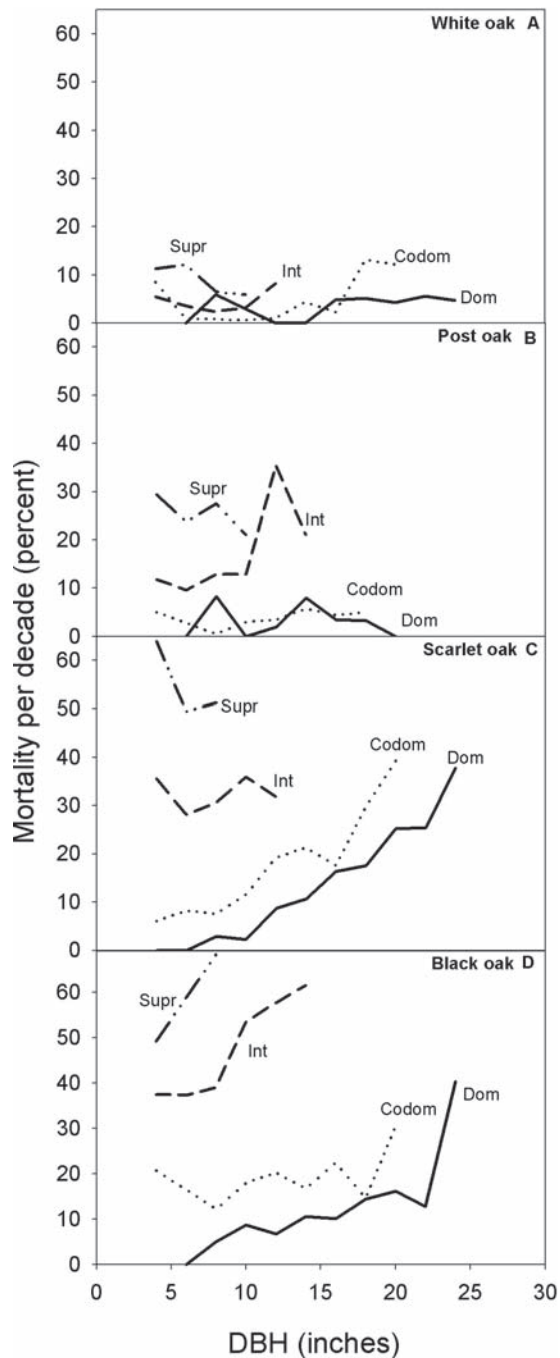 White oak A
60
50
40
30
20
10
0
Supr
Int
Codom
Dom
Post oak B
60
50
40
30
20
10
0
Supr
Int
Codom
Dom
Scarlet oak C
60
50
40
30
20
10
0
Supr
Int
Codom
Dom
Black oak D
60
50
40
30
20
10
0
Supr
Int
Codom
Dom
0 5 10 15 20 25 30
DBH (inches)
Mortality per decade (percent)